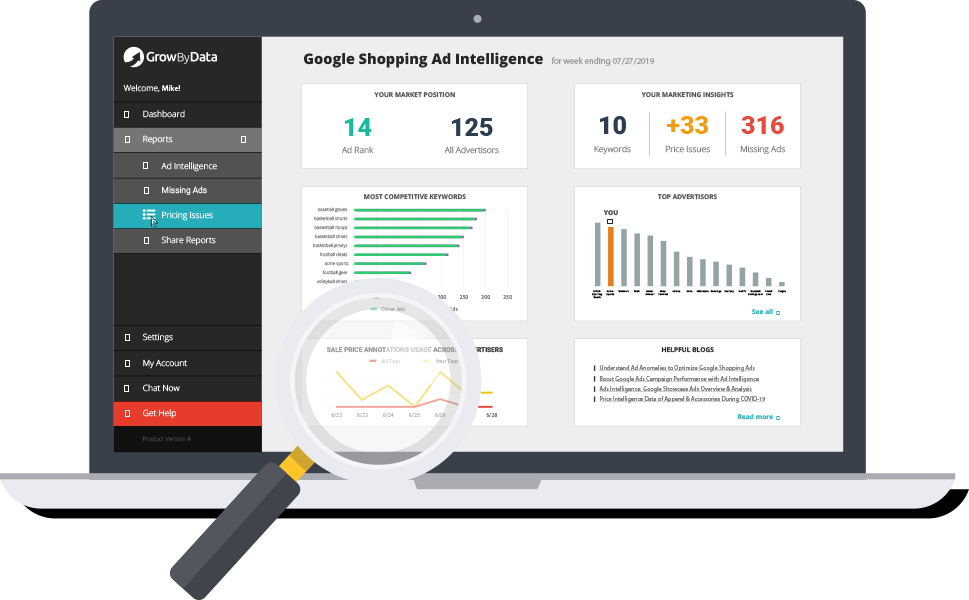 GrowByData
Welcome, Mike!
Dashboard
Reports
Ad Intelligence
Missing Ads
Pricing Issues
Share Reports
Settings
My Account
Chat Now
Get Help
Product Version #
Google Shopping Ad Intelligence for week ending 07/27/2019
YOUR MARKET POSITION
14 125
Ad Rank All Advertisors
YOUR MARKETING INSIGHTS
10 +33 316
Keywords Price Issues Missing Ads
MOST COMPETITIVE KEYWORDS
baseball gloves
basketball shorts
basketball hoops
basketball shoes
basketball jerseys
football cleats
acme sports
football gear
volleyball shoes
200 250 300 350
Other Ads
TOP ADVERTISORS
YOU
See all
SALE PRICE ANNOTATIONS USAGE ACROSS ADVERTISERS
All Tags Your Tags
6/22 6/23 6/24 6/25 6/26 6/28
HELPFUL BLOGS
Understand Ad Anomalies to Optimize Google Shopping Ads
Boost Google Ads Campaign Performance with Ad Intelligence
Ads Intelligence: Google Showcase Ads Overview & Analysis
Price Intelligence Data of Apparel & Accessories During COVID-19
Read more